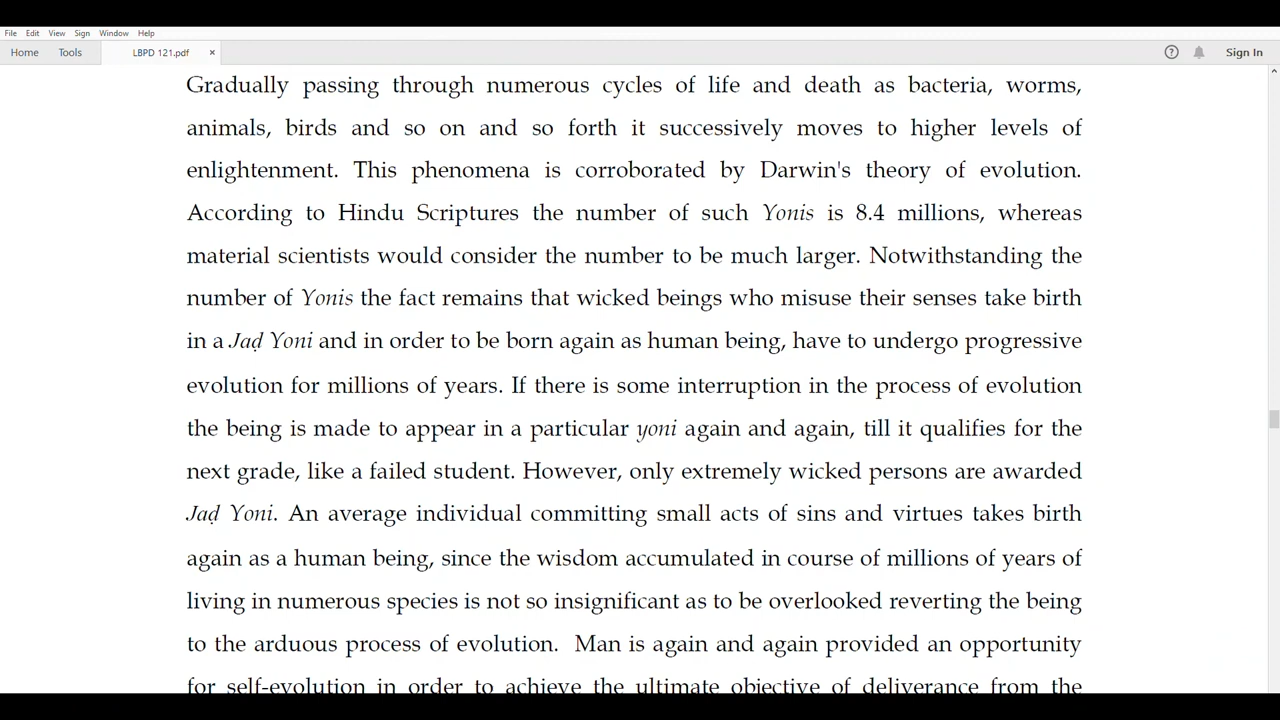 File Edit View Sign Window Help
Home Tools LBPD 121.pdf × ? Sign In
Gradually passing through numerous cycles of life and death as bacteria, worms,
animals, birds and so on and so forth it successively moves to higher levels of
enlightenment. This phenomena is corroborated by Darwin's theory of evolution.
According to Hindu Scriptures the number of such Yonis is 8.4 millions, whereas
material scientists would consider the number to be much larger. Notwithstanding the
number of Yonis the fact remains that wicked beings who misuse their senses take birth
in a Jaḍ Yoni and in order to be born again as human being, have to undergo progressive
evolution for millions of years. If there is some interruption in the process of evolution
the being is made to appear in a particular yoni again and again, till it qualifies for the
next grade, like a failed student. However, only extremely wicked persons are awarded
Jaḍ Yoni. An average individual committing small acts of sins and virtues takes birth
again as a human being, since the wisdom accumulated in course of millions of years of
living in numerous species is not so insignificant as to be overlooked reverting the being
to the arduous process of evolution. Man is again and again provided an opportunity
for self-evolution in order to achieve the ultimate objective of deliverance from the